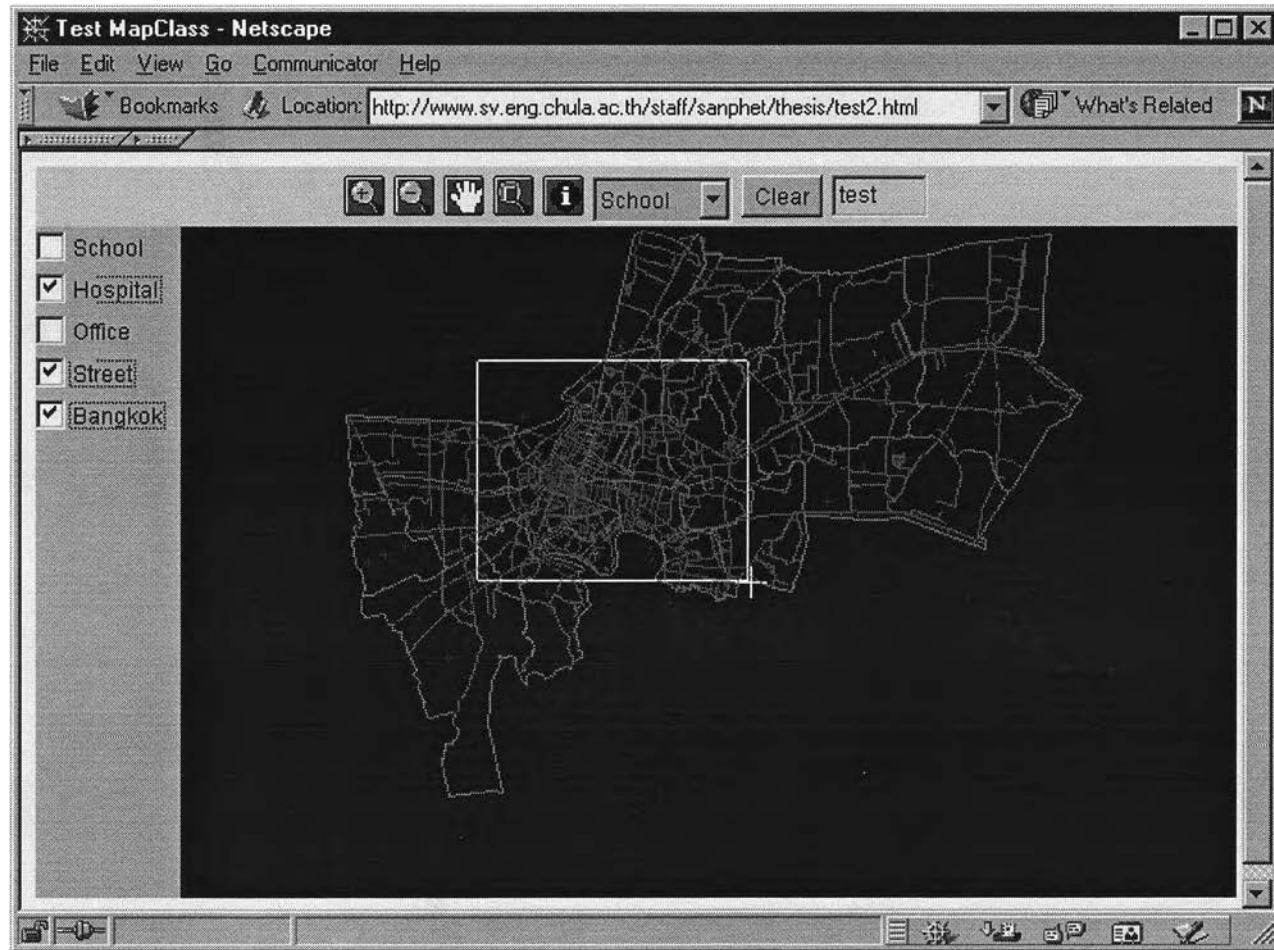 Test MapClass - Netscape
File Edit View Go Communicator Help
Bookmarks Location: http://www.sv.eng.chula.ac.th/staff/sanphet/thesis/test2.html What's Related N
School Clear test
School
Hospital
Office
Street
Bangkok